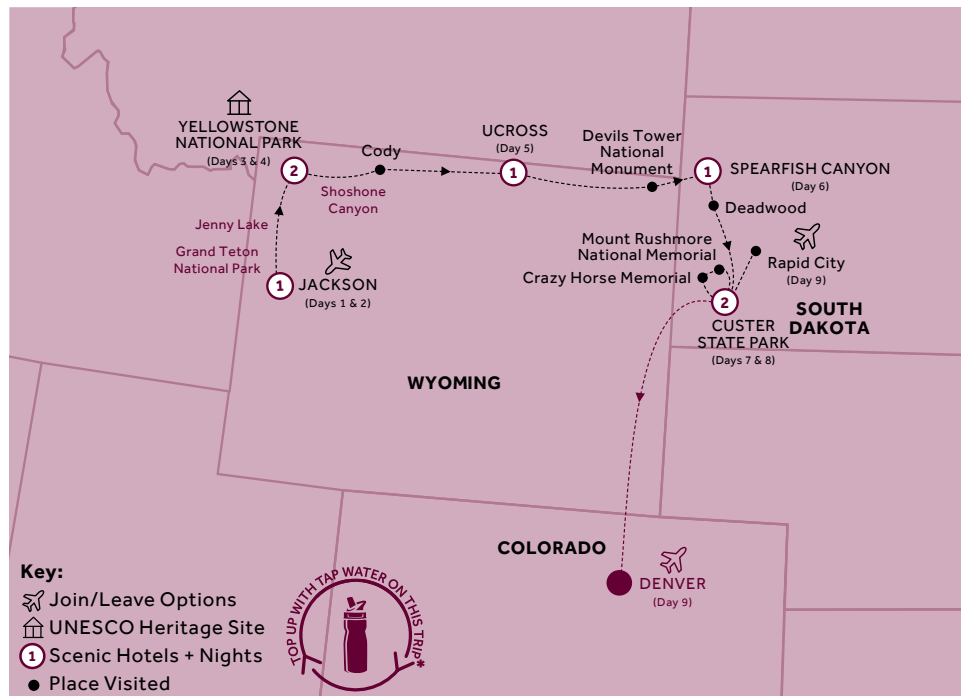 YELLOWSTONE
NATIONAL PARK
(Days 3 & 4)
2
Cody
Shoshone
Canyon
UCROSS
(Day 5)
1
Devils Tower
National
Monument
1
SPEARFISH CANYON
(Day 6)
Deadwood
Jenny Lake
Grand Teton
National Park
1
JACKSON
(Days 1 & 2)
Mount Rushmore
National Memorial
Crazy Horse Memorial
Rapid City
(Day 9)
2
CUSTER
STATE PARK
(Days 7 & 8)
SOUTH
DAKOTA
WYOMING
COLORADO
DENVER
(Day 9)
Key:
Join/Leave Options
UNESCO Heritage Site
1 Scenic Hotels + Nights
Place Visited
TOP UP WITH TAP WATER ON THIS TRIP*